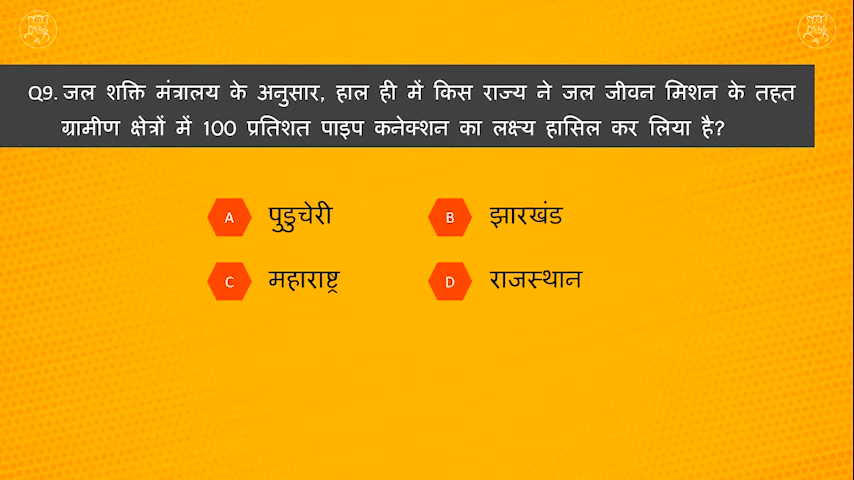 Q9. जल शक्ति मंत्रालय के अनुसार, हाल ही में किस राज्य ने जल जीवन मिशन के तहत
ग्रामीण क्षेत्रों में 100 प्रतिशत पाइप कनेक्शन का लक्ष्य हासिल कर लिया है?
A पुडुचेरी
B झारखंड
C महाराष्ट्र
D राजस्थान